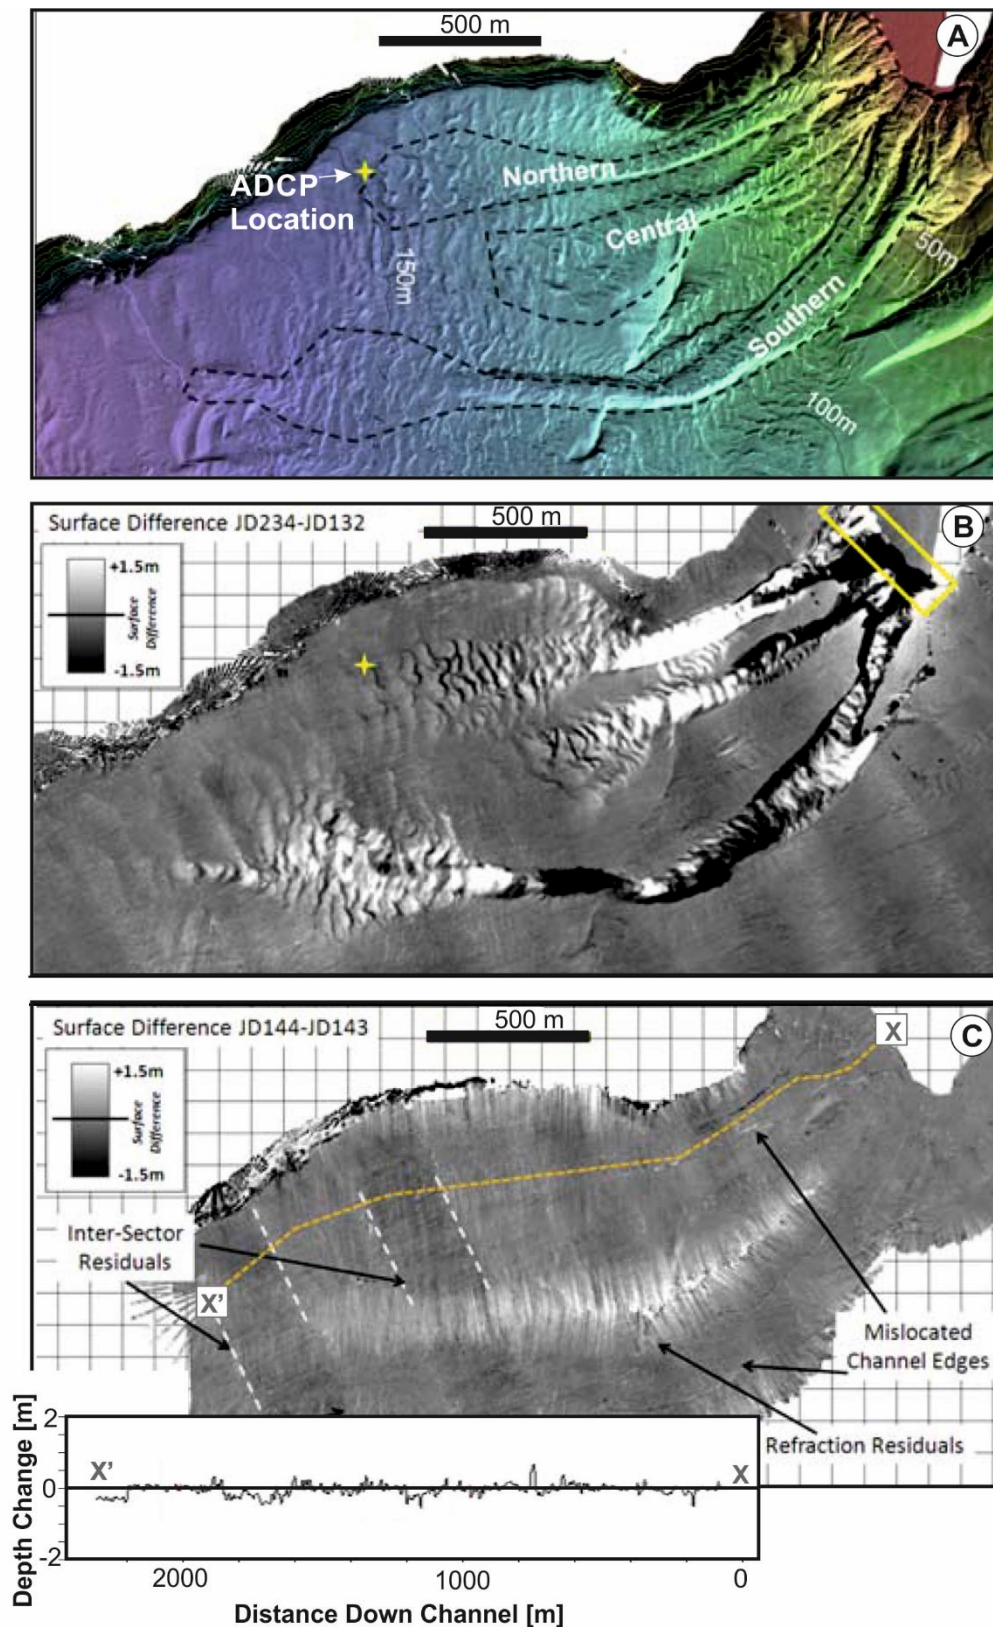 500 m
A
ADCP
Location
Northern
Central
Southern
50m
150m
100m
Surface Difference JD234-JD132
500 m
B
+1.5m
Surface
Difference
-1.5m
Surface Difference JD144-JD143
500 m
X
C
+1.5m
Surface
Difference
-1.5m
Inter-Sector
Residuals
X'
Mislocated
Channel Edges
Refraction Residuals
Depth Change [m]
2
0
-2
X'
X
2000
1000
0
Distance Down Channel [m]